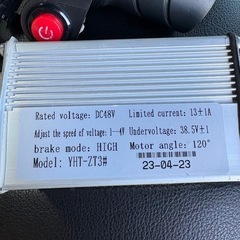 Rated voltage: DC48V Limited current: 13±1A
Adjust the speed of voltage: 1--4V Undervoltage: 38.5V±1
brake mode: HIGH Motor angle: 120°
Model: YHT-ZT3# 23-04-23